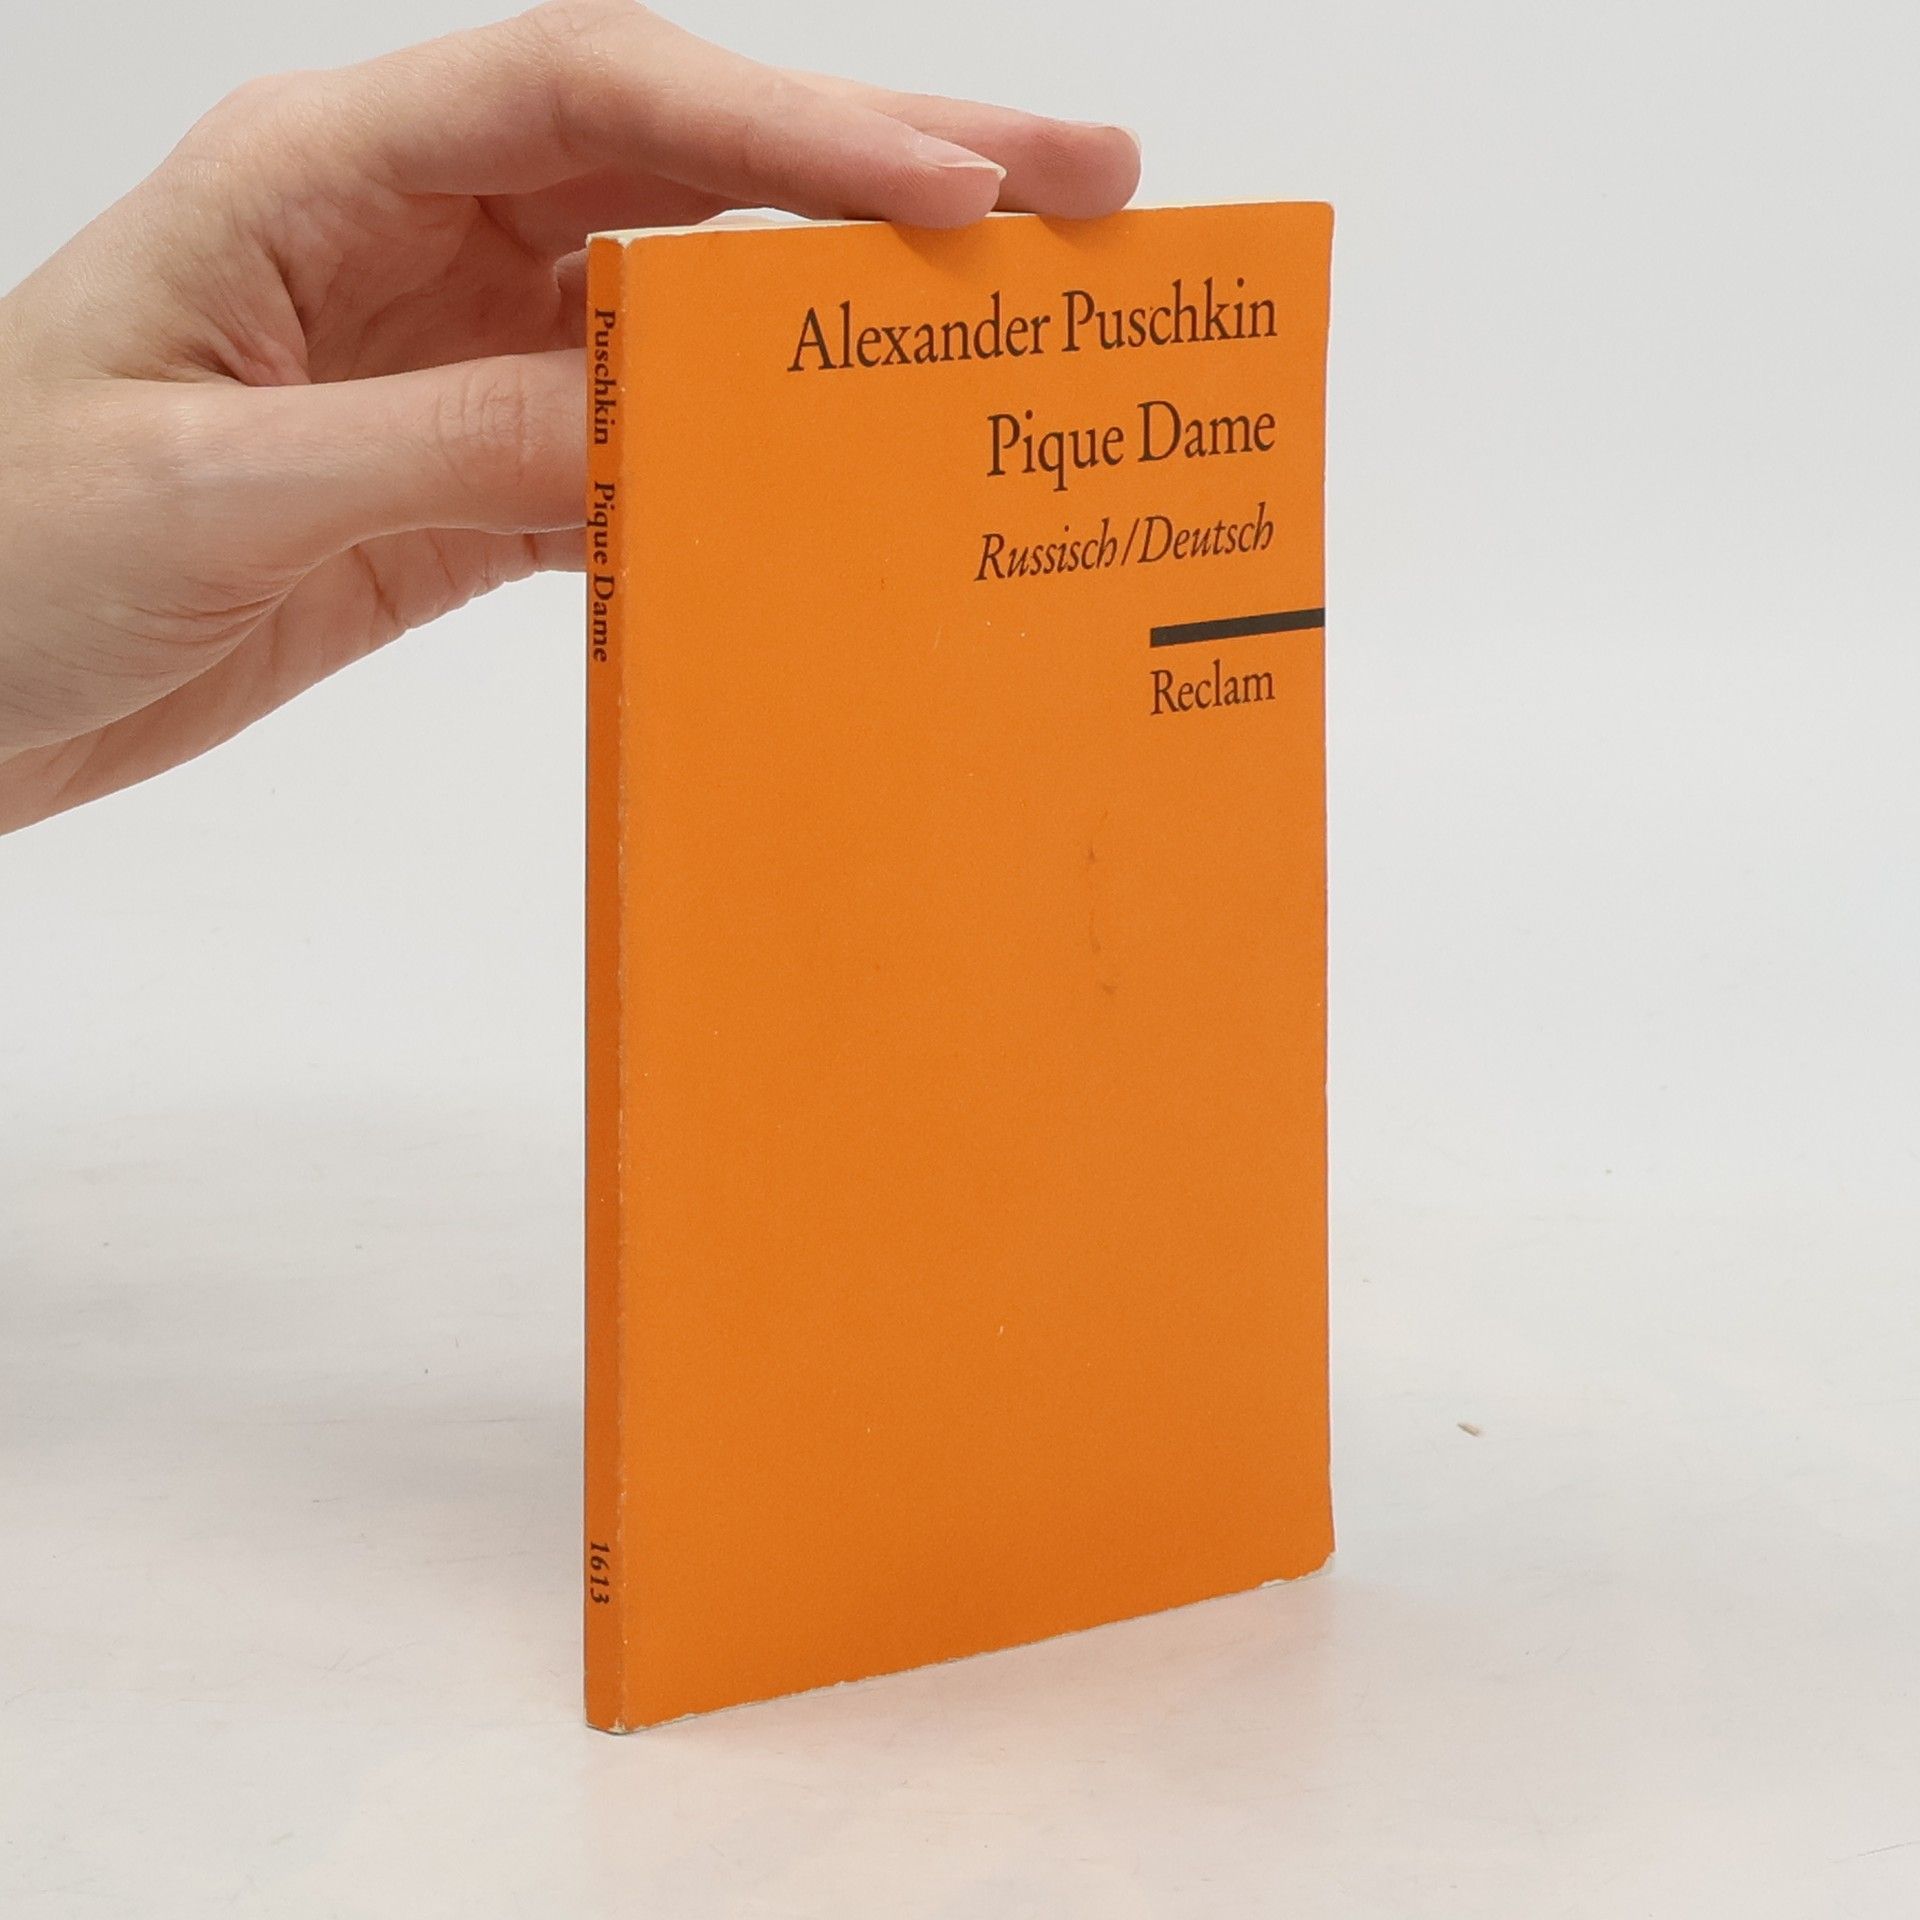 Alexander Puschkin
Pique Dame
Russisch/Deutsch
Reclam
Puschkin Pique Dame
1613